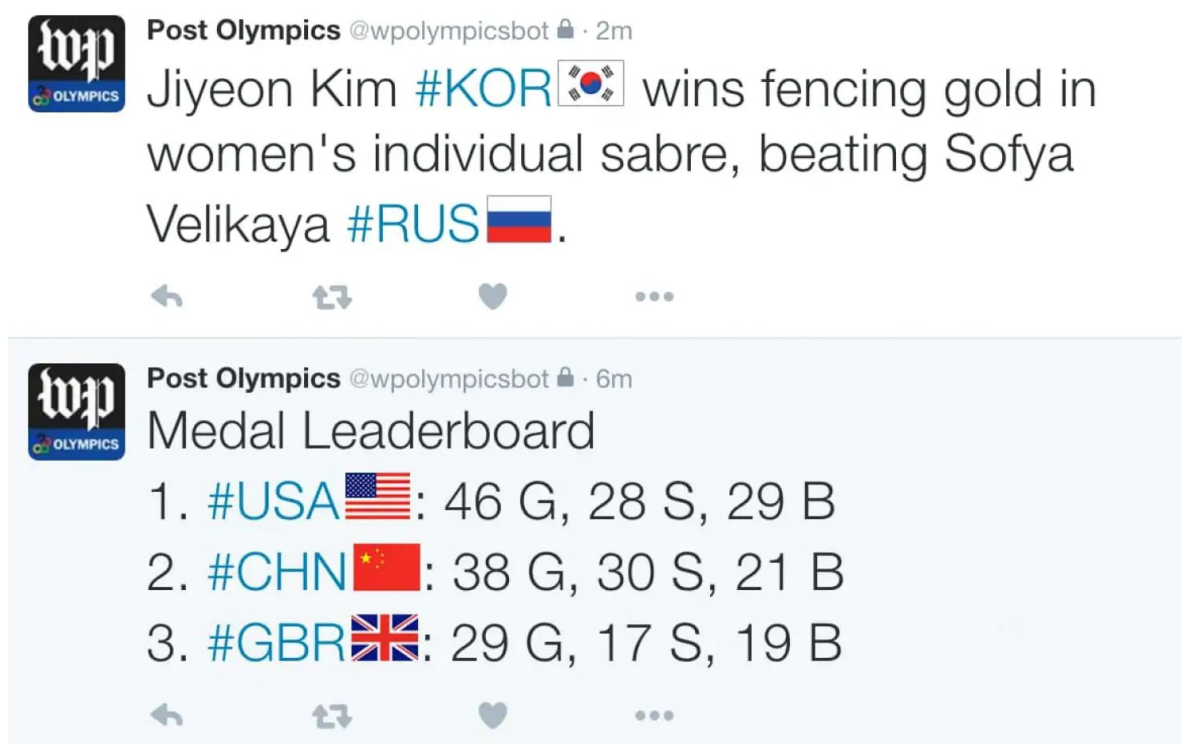 wp
OLYMPICS
Post Olympics @wpolympicsbot · 2m
Jiyeon Kim #KOR🇰🇷 wins fencing gold in
women's individual sabre, beating Sofya
Velikaya #RUS🇷🇺.
wp
OLYMPICS
Post Olympics @wpolympicsbot · 6m
Medal Leaderboard
1. #USA🇺🇸: 46 G, 28 S, 29 B
2. #CHN🇨🇳: 38 G, 30 S, 21 B
3. #GBR🇬🇧: 29 G, 17 S, 19 B